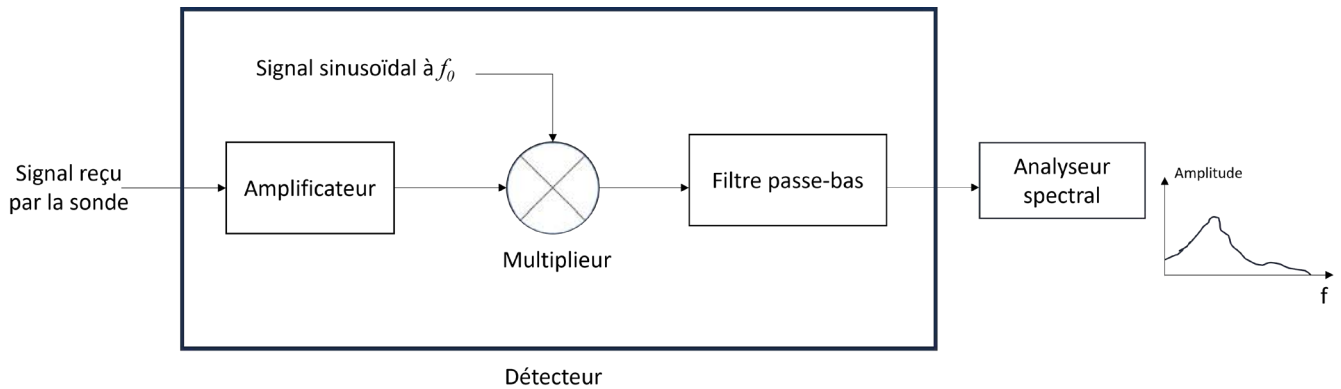 Signal sinusoïdal à f₀
Signal reçu
par la sonde
Amplificateur
Multiplieur
Filtre passe-bas
Analyseur
spectral
Amplitude
f
Détecteur